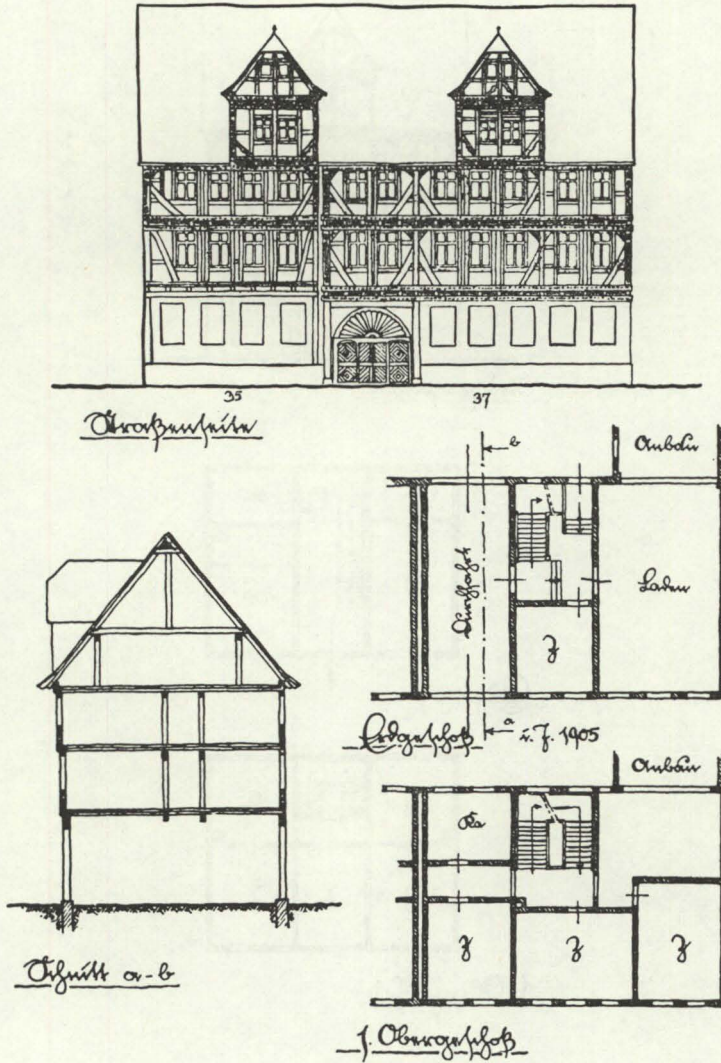 35 37
Straßenseite
b
Anbau
Durchfahrt
Laden
Z
a
Erdgeschoß i. J. 1905
Anbau
Ka
Z Z Z
Schnitt a-b
1. Obergeschoß